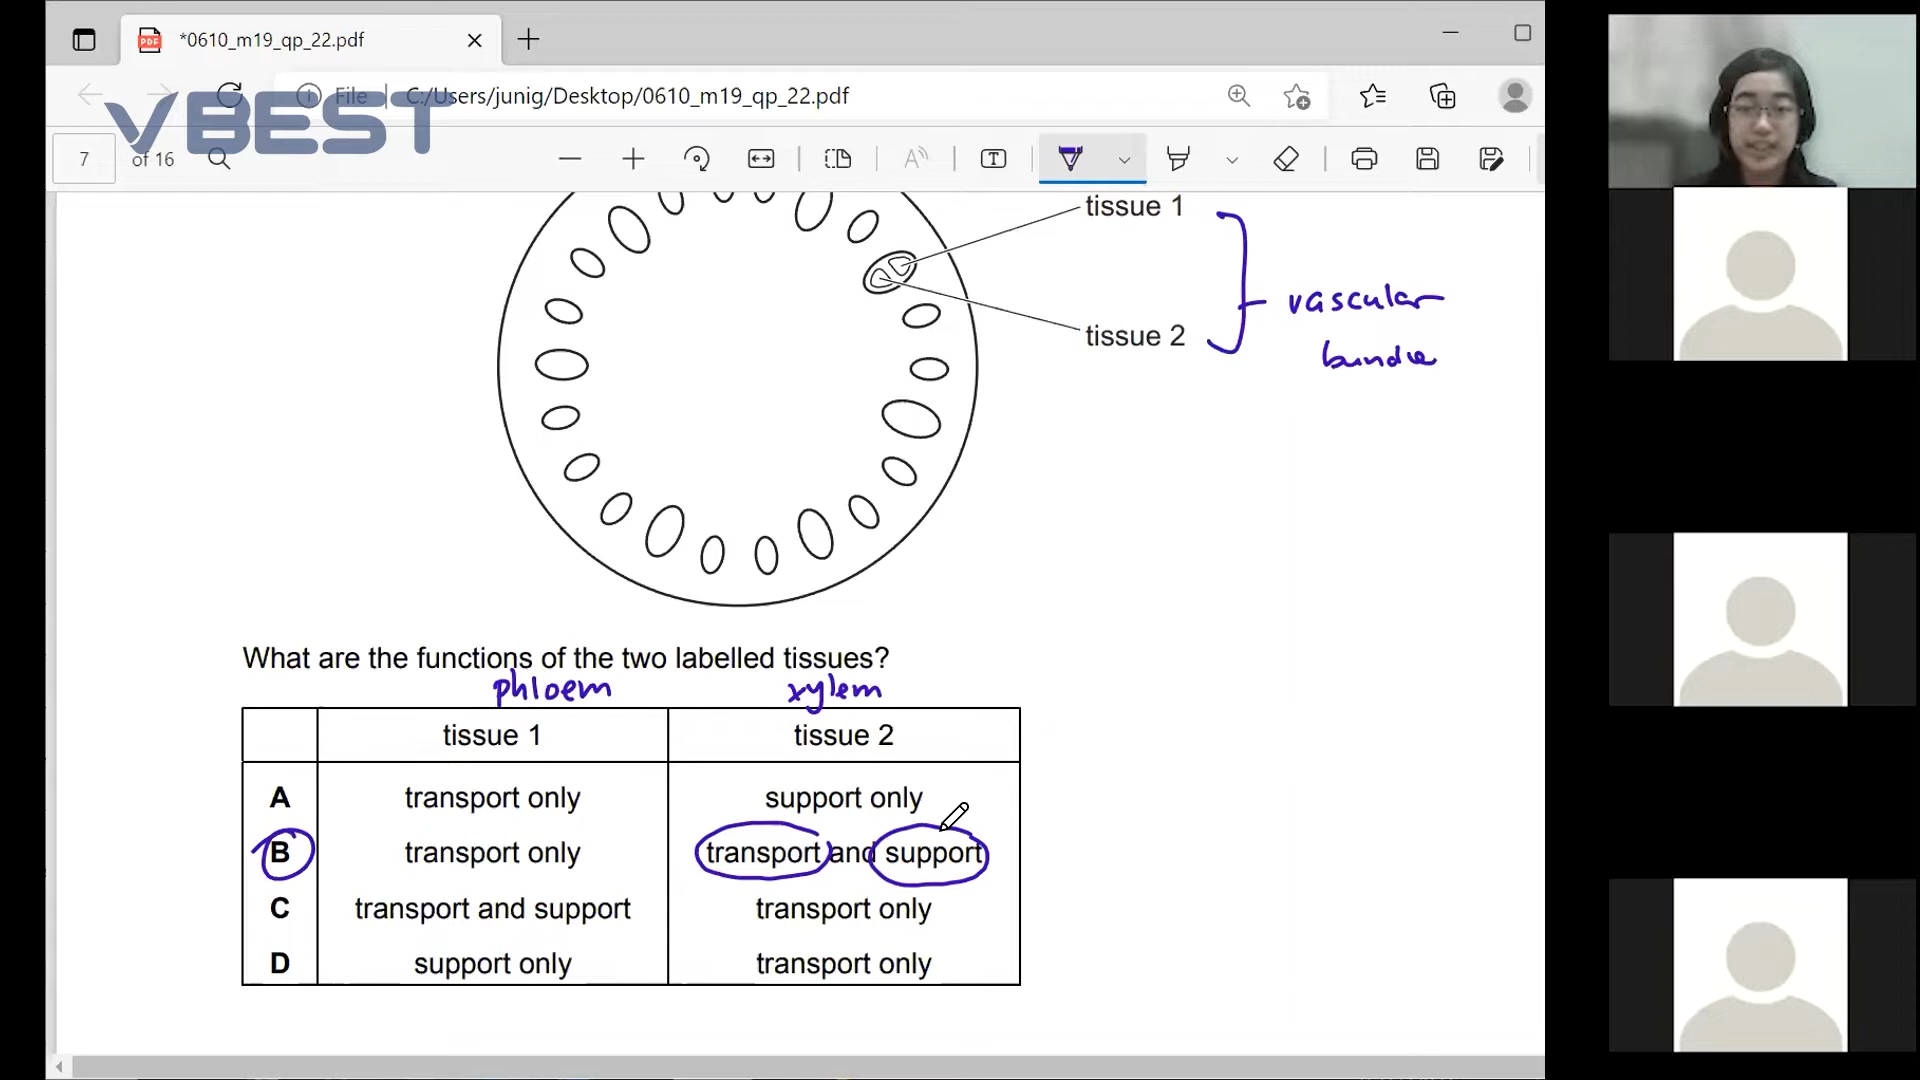 *0610_m19_qp_22.pdf
File C:/Users/junig/Desktop/0610_m19_qp_22.pdf
VBEST
7 of 16
tissue 1
tissue 2
vascular
bundle
What are the functions of the two labelled tissues?
phloem xylem
tissue 1 tissue 2
A transport only support only
B transport only transport and support
C transport and support transport only
D support only transport only